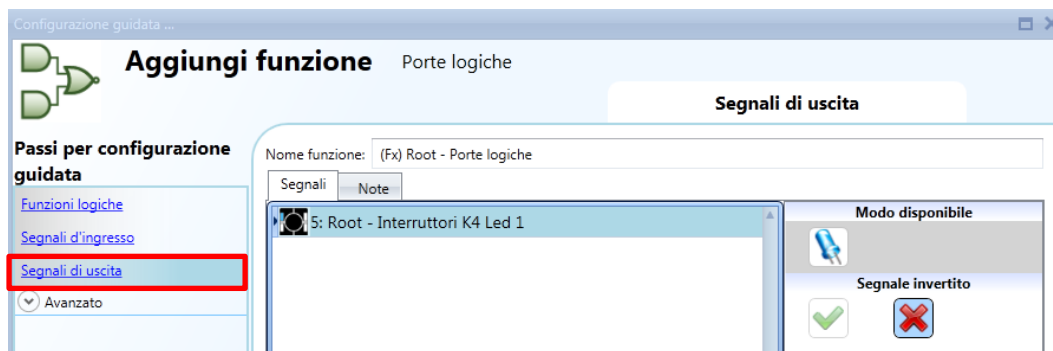 Configurazione guidata ...
Aggiungi funzione Porte logiche
Segnali di uscita
Passi per configurazione
guidata
Funzioni logiche
Segnali d'ingresso
Segnali di uscita
Avanzato
Nome funzione: (Fx) Root - Porte logiche
Segnali Note
5: Root - Interruttori K4 Led 1
Modo disponibile
Segnale invertito